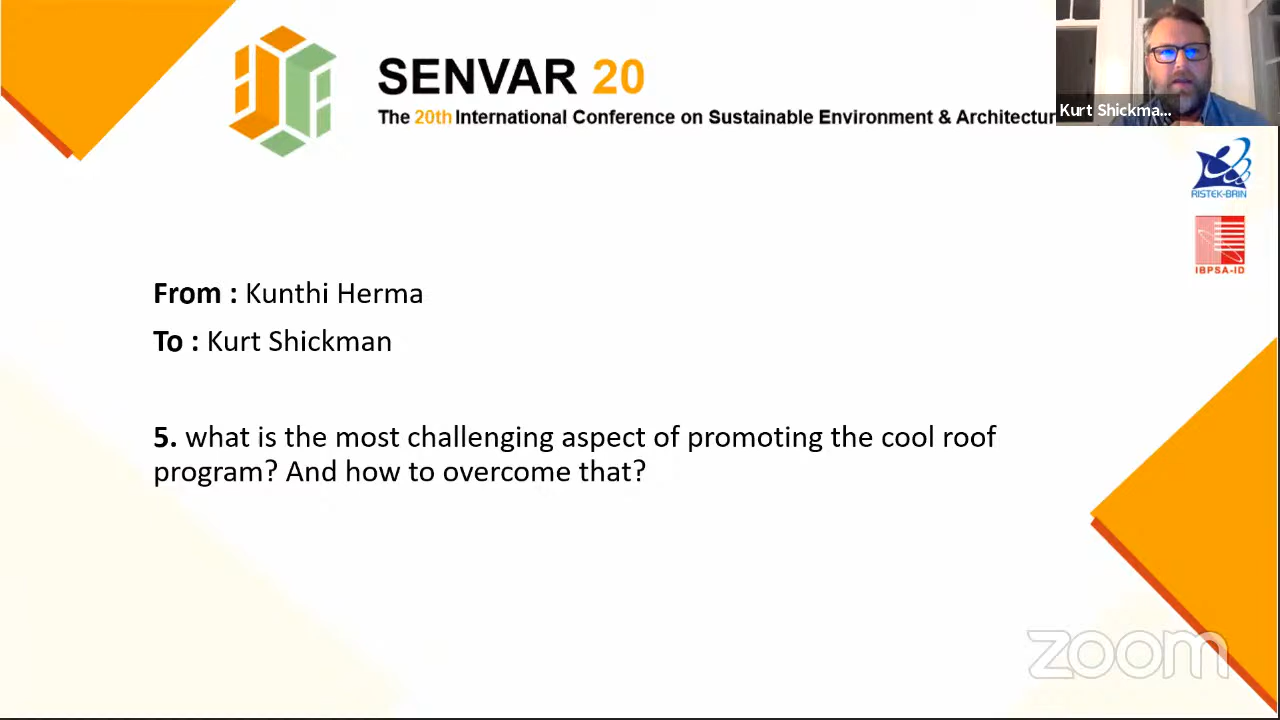 SENVAR 20
The 20th International Conference on Sustainable Environment & Architectur
Kurt Shickma...
RISTEK-BRIN
IBPSA-ID
From : Kunthi Herma
To : Kurt Shickman
5. what is the most challenging aspect of promoting the cool roof
program? And how to overcome that?
zoom